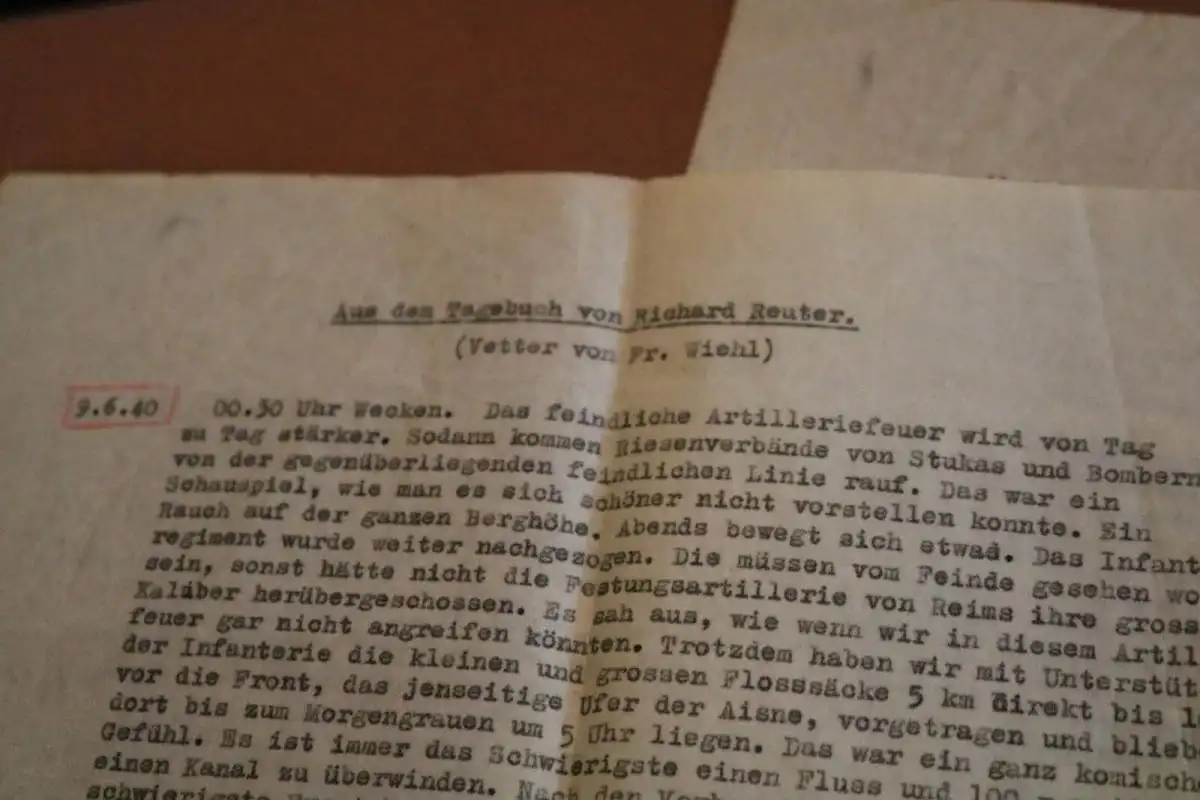 Aus dem Tagebuch von Richard Reuter.
(Vetter von Fr. Wiehl)
9.6.40 00.30 Uhr Wecken. Das feindliche Artilleriefeuer wird von Tag
zu Tag stärker. Sodann kommen Riesenverbände von Stukas und Bombern
von der gegenüberliegenden feindlichen Linie rauf. Das war ein
Schauspiel, wie man es sich schöner nicht vorstellen konnte. Ein
Rauch auf der ganzen Berghöhe. Abends bewegt sich etwas. Das Infant
regiment wurde weiter nachgezogen. Die müssen vom Feinde gesehen wo
sein, sonst hätte nicht die Festungsartillerie von Reims ihre gross
Kaliber herübergeschossen. Es sah aus, wie wenn wir in diesem Artil
feuer gar nicht angreifen könnten. Trotzdem haben wir mit Unterstüt
der Infanterie die kleinen und grossen Flosssäcke 5 km direkt bis
vor die Front, das jenseitige Ufer der Aisne, vorgetragen und blieb
dort bis zum Morgengrauen um 5 Uhr liegen. Das war ein ganz komisch
Gefühl. Es ist immer das Schwierigste einen Fluss und
einen Kanal zu überwinden. Nach den